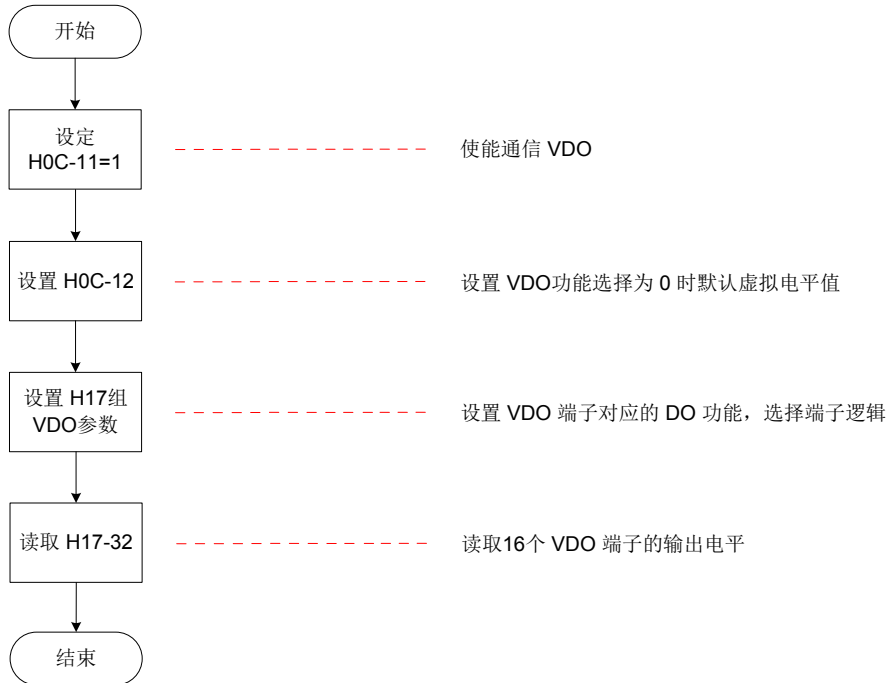 开始
设定
H0C-11=1
使能通信 VDO
设置 H0C-12
设置 VDO功能选择为 0 时默认虚拟电平值
设置 H17组
VDO参数
设置 VDO 端子对应的 DO 功能，选择端子逻辑
读取 H17-32
读取16个 VDO 端子的输出电平
结束